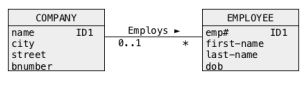 COMPANY
name ID1
city
street
bnumber
Employs ►
0..1 *
EMPLOYEE
emp# ID1
first-name
last-name
dob